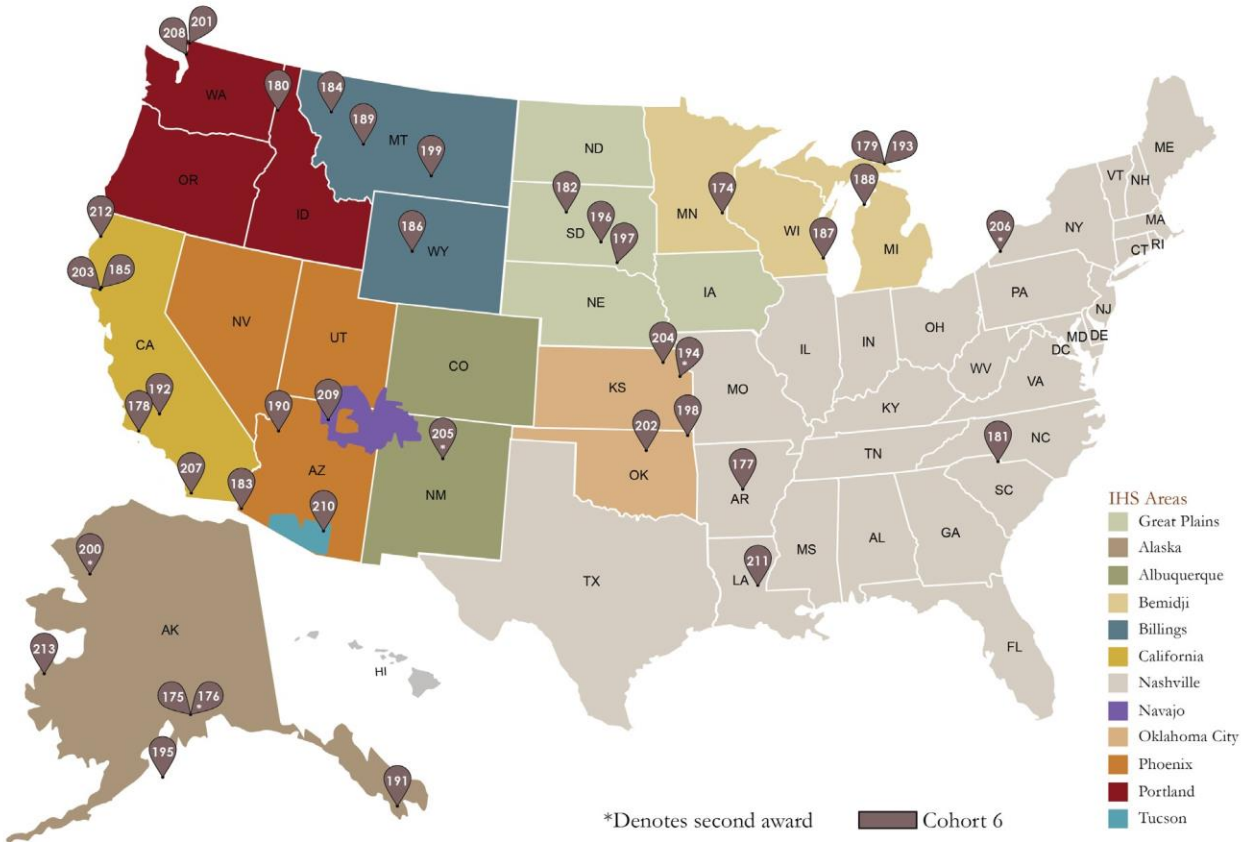 208 201
WA
180
184
189
MT
199
ND
182
SD
196
197
MN
174
WI
187
179 193
188
MI
ME
VT
NH
MA
NY
CT
RI
206
*
OR
ID
212
203 185
186
WY
NE
IA
PA
NJ
NV
UT
CA
CO
204
194
*
IL
IN
OH
MD
DE
DC
WV
VA
KS
MO
KY
192
178
190
209
205
*
198
202
181
NC
TN
207
183
AZ
210
NM
OK
177
AR
SC
MS
AL
GA
TX
LA
211
FL
200
*
AK
213
175 176
*
195
191
HI
IHS Areas
Great Plains
Alaska
Albuquerque
Bemidji
Billings
California
Nashville
Navajo
Oklahoma City
Phoenix
Portland
Tucson
*Denotes second award
Cohort 6